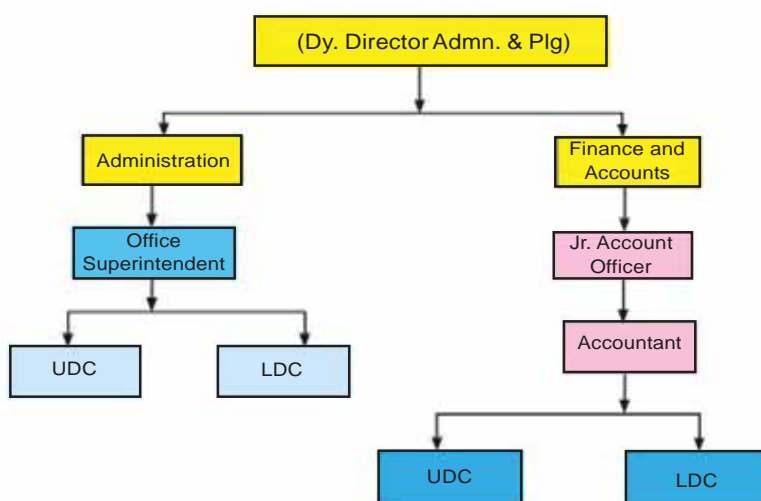 (Dy. Director Admn. & Plg)
Administration
Finance and
Accounts
Office
Superintendent
Jr. Account
Officer
UDC
LDC
Accountant
UDC
LDC